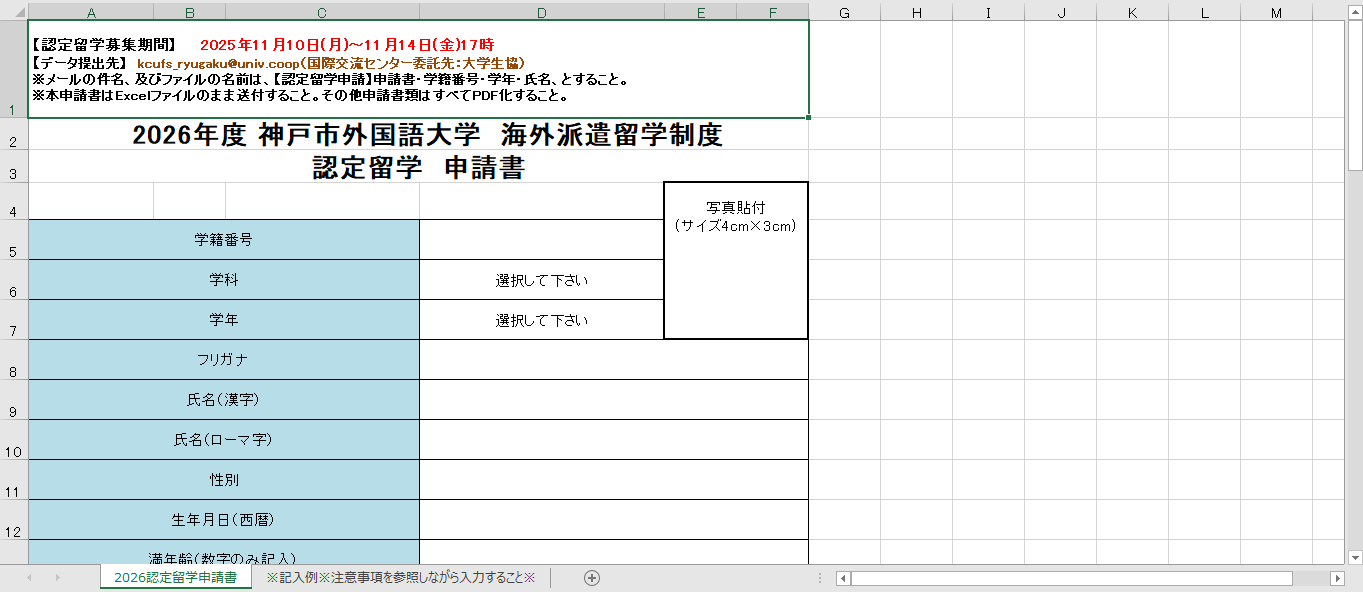 A B C D E F G H I J K L M
1
【認定留学募集期間】 2025年11月10日(月)～11月14日(金)17時
【データ提出先】 kcufs_ryugaku@univ.coop(国際交流センター委託先：大学生協)
※メールの件名、及びファイルの名前は、【認定留学申請】申請書・学籍番号・学年・氏名、とすること。
※本申請書はExcelファイルのまま送付すること。その他申請書類はすべてPDF化すること。
2 2026年度 神戸市外国語大学 海外派遣留学制度
3 認定留学 申請書
4
写真貼付
(サイズ4cm×3cm)
5 学籍番号
6 学科 選択して下さい
7 学年 選択して下さい
8 フリガナ
9 氏名(漢字)
10 氏名(ローマ字)
11 性別
12 生年月日(西暦)
満年齢(数字のみ記入)
2026認定留学申請書 ※記入例※注意事項を参照しながら入力すること※